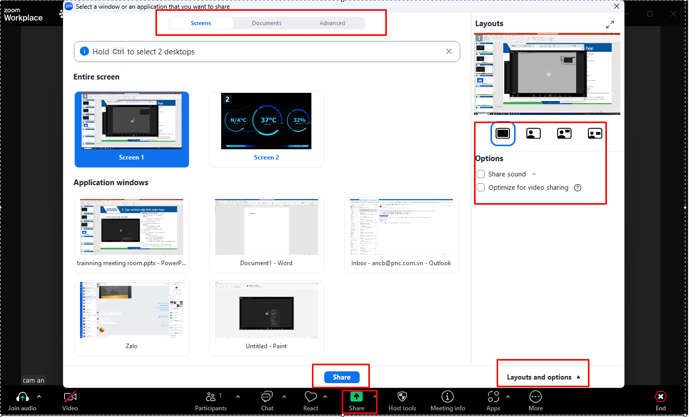 zoom
Workplace
Select a window or an application that you want to share
Screens
Documents
Advanced
Hold Ctrl to select 2 desktops
Entire screen
1
Screen 1
2
N/A°C
37°C
32%
Screen 2
Application windows
trainning meeting room.pptx - PowerP...
Document1 - Word
Inbox - ancb@pnc.com.vn - Outlook
Zalo
Untitled - Paint
Share
Layouts
1
Options
Share sound
Optimize for video sharing
Layouts and options
cam an
Join audio
Video
Participants
1
Chat
React
Share
Host tools
Meeting info
Apps
More
End